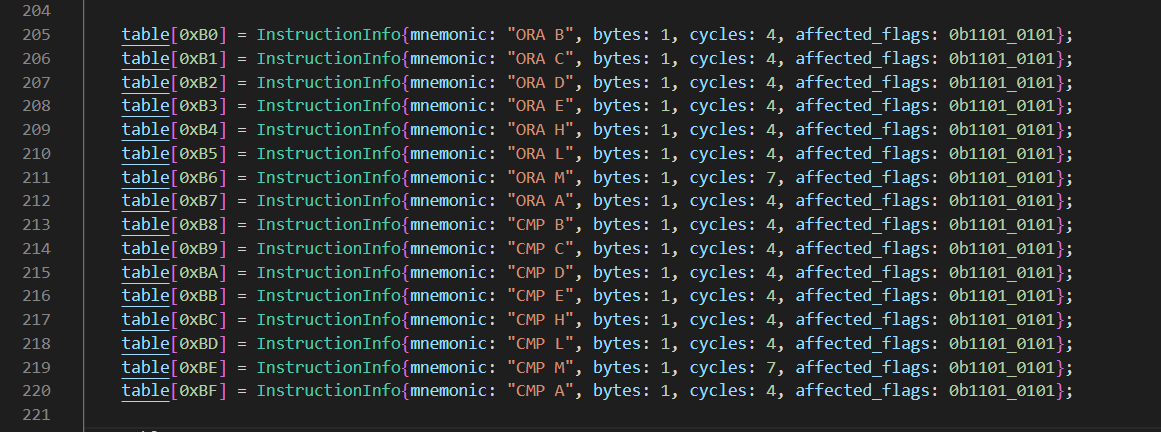 204
205 table[0xB0] = InstructionInfo{mnemonic: "ORA B", bytes: 1, cycles: 4, affected_flags: 0b1101_0101};
206 table[0xB1] = InstructionInfo{mnemonic: "ORA C", bytes: 1, cycles: 4, affected_flags: 0b1101_0101};
207 table[0xB2] = InstructionInfo{mnemonic: "ORA D", bytes: 1, cycles: 4, affected_flags: 0b1101_0101};
208 table[0xB3] = InstructionInfo{mnemonic: "ORA E", bytes: 1, cycles: 4, affected_flags: 0b1101_0101};
209 table[0xB4] = InstructionInfo{mnemonic: "ORA H", bytes: 1, cycles: 4, affected_flags: 0b1101_0101};
210 table[0xB5] = InstructionInfo{mnemonic: "ORA L", bytes: 1, cycles: 4, affected_flags: 0b1101_0101};
211 table[0xB6] = InstructionInfo{mnemonic: "ORA M", bytes: 1, cycles: 7, affected_flags: 0b1101_0101};
212 table[0xB7] = InstructionInfo{mnemonic: "ORA A", bytes: 1, cycles: 4, affected_flags: 0b1101_0101};
213 table[0xB8] = InstructionInfo{mnemonic: "CMP B", bytes: 1, cycles: 4, affected_flags: 0b1101_0101};
214 table[0xB9] = InstructionInfo{mnemonic: "CMP C", bytes: 1, cycles: 4, affected_flags: 0b1101_0101};
215 table[0xBA] = InstructionInfo{mnemonic: "CMP D", bytes: 1, cycles: 4, affected_flags: 0b1101_0101};
216 table[0xBB] = InstructionInfo{mnemonic: "CMP E", bytes: 1, cycles: 4, affected_flags: 0b1101_0101};
217 table[0xBC] = InstructionInfo{mnemonic: "CMP H", bytes: 1, cycles: 4, affected_flags: 0b1101_0101};
218 table[0xBD] = InstructionInfo{mnemonic: "CMP L", bytes: 1, cycles: 4, affected_flags: 0b1101_0101};
219 table[0xBE] = InstructionInfo{mnemonic: "CMP M", bytes: 1, cycles: 7, affected_flags: 0b1101_0101};
220 table[0xBF] = InstructionInfo{mnemonic: "CMP A", bytes: 1, cycles: 4, affected_flags: 0b1101_0101};
221